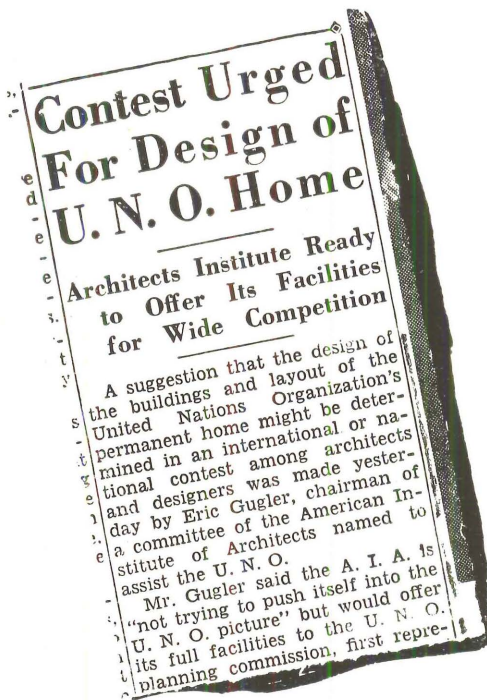 Contest Urged
For Design of
U. N. O. Home
Architects Institute Ready
to Offer Its Facilities
for Wide Competition
A suggestion that the design of
the buildings and layout of the
United Nations Organization's
permanent home might be deter-
mined in an international or na-
tional contest among architects
and designers was made yester-
day by Eric Gugler, chairman of
a committee of the American In-
stitute of Architects named to
assist the U. N. O.
Mr. Gugler said the A. I. A. is
"not trying to push itself into the
U. N. O. picture" but would offer
its full facilities to the U. N. O.
planning commission, first repre-